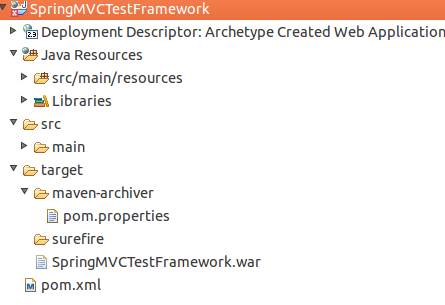 SpringMVCTestFramework
Deployment Descriptor: Archetype Created Web Application
Java Resources
src/main/resources
Libraries
src
main
target
maven-archiver
pom.properties
surefire
SpringMVCTestFramework.war
pom.xml